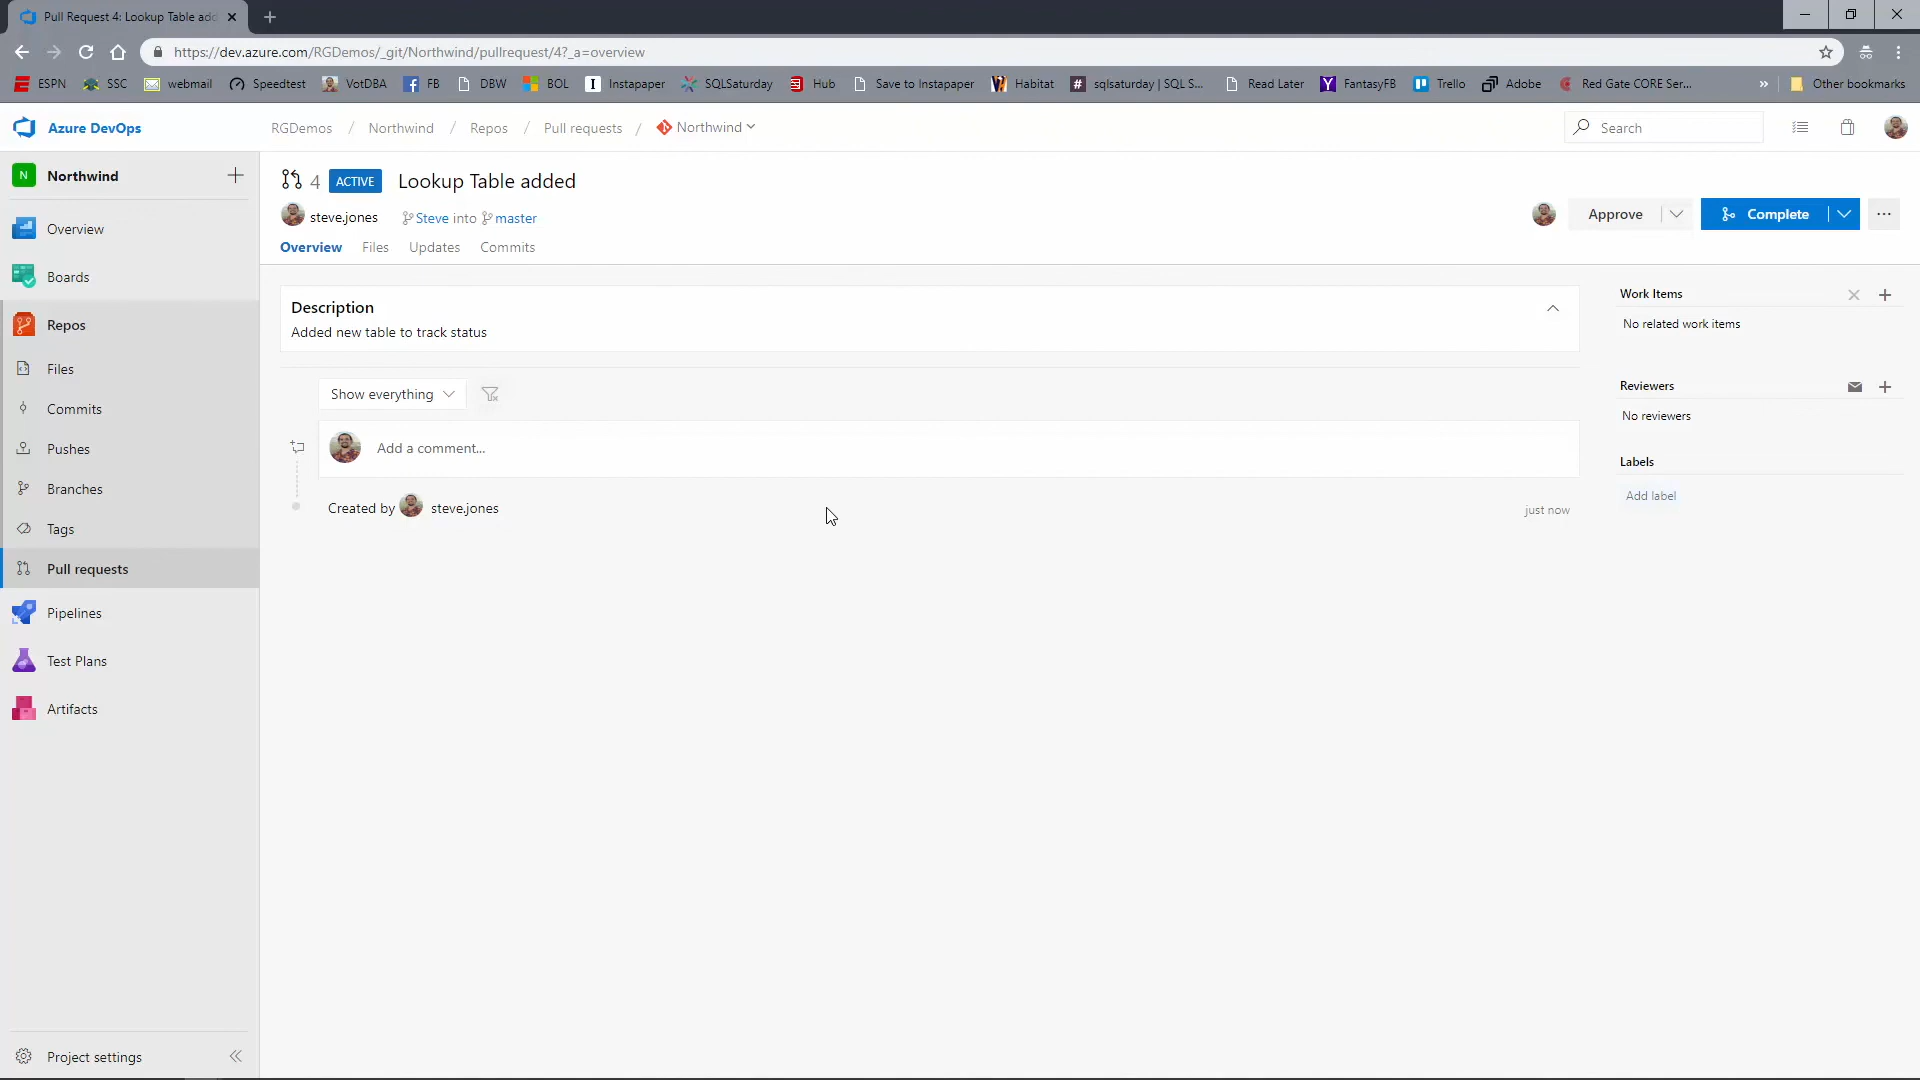 Pull Request 4: Lookup Table add
https://dev.azure.com/RGDemos/_git/Northwind/pullrequest/4?_a=overview
ESPN SSC webmail Speedtest VotDBA FB DBW BOL Instapaper SQLSaturday Hub Save to Instapaper Habitat sqlsaturday | SQL S... Read Later FantasyFB Trello Adobe Red Gate CORE Ser... » Other bookmarks
Azure DevOps RGDemos / Northwind / Repos / Pull requests / Northwind Search
N Northwind
Overview
Boards
Repos
Files
Commits
Pushes
Branches
Tags
Pull requests
Pipelines
Test Plans
Artifacts
Project settings
4 ACTIVE Lookup Table added
steve.jones Steve into master
Approve Complete ...
Overview Files Updates Commits
Description
Added new table to track status
Show everything
Add a comment...
Created by steve.jones just now
Work Items
No related work items
Reviewers
No reviewers
Labels
Add label